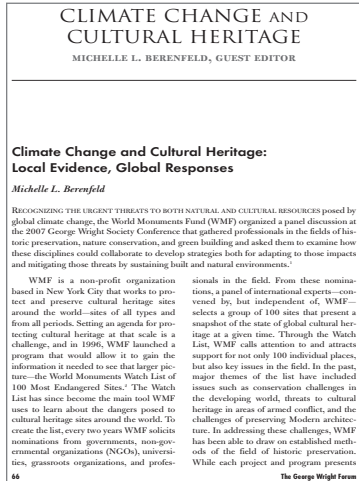 CLIMATE CHANGE AND
CULTURAL HERITAGE
MICHELLE L. BERENFELD, GUEST EDITOR
Climate Change and Cultural Heritage:
Local Evidence, Global Responses
Michelle L. Berenfeld
RECOGNIZING THE URGENT THREATS TO BOTH NATURAL AND CULTURAL RESOURCES posed by
global climate change, the World Monuments Fund (WMF) organized a panel discussion at
the 2007 George Wright Society Conference that gathered professionals in the fields of his-
toric preservation, nature conservation, and green building and asked them to examine how
these disciplines could collaborate to develop strategies both for adapting to those impacts
and mitigating those threats by sustaining built and natural environments.¹
WMF is a non-profit organization
based in New York City that works to pro-
tect and preserve cultural heritage sites
around the world—sites of all types and
from all periods. Setting an agenda for pro-
tecting cultural heritage at that scale is a
challenge, and in 1996, WMF launched a
program that would allow it to gain the
information it needed to see that larger pic-
ture—the World Monuments Watch List of
100 Most Endangered Sites.² The Watch
List has since become the main tool WMF
uses to learn about the dangers posed to
cultural heritage sites around the world. To
create the list, every two years WMF solicits
nominations from governments, non-gov-
ernmental organizations (NGOs), universi-
ties, grassroots organizations, and profes-
sionals in the field. From these nomina-
tions, a panel of international experts—con-
vened by, but independent of, WMF—
selects a group of 100 sites that present a
snapshot of the state of global cultural her-
itage at a given time. Through the Watch
List, WMF calls attention to and attracts
support for not only 100 individual places,
but also key issues in the field. In the past,
major themes of the list have included
issues such as conservation challenges in
the developing world, threats to cultural
heritage in areas of armed conflict, and the
challenges of preserving Modern architec-
ture. In addressing these challenges, WMF
has been able to draw on established meth-
ods of the field of historic preservation.
While each project and program presents
66
The George Wright Forum